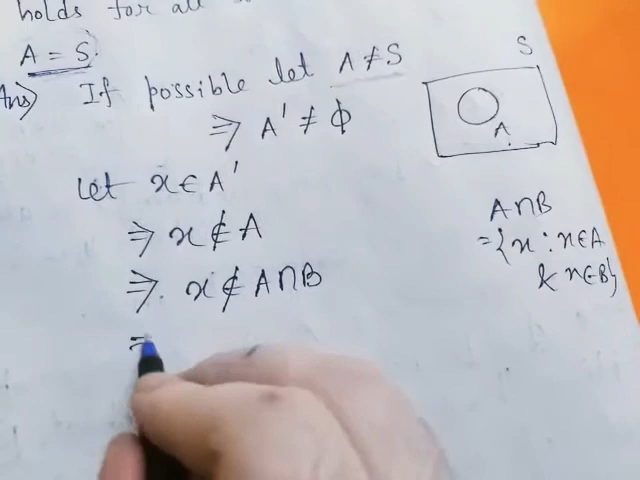 holds for all
A = S.
Ans) If possible let A ≠ S
⇒ A' ≠ ϕ
Let x ∈ A'
⇒ x ∉ A
⇒. x ∉ A∩B
=
S
A.
A∩B
= {x : x∈A
& x∈B}